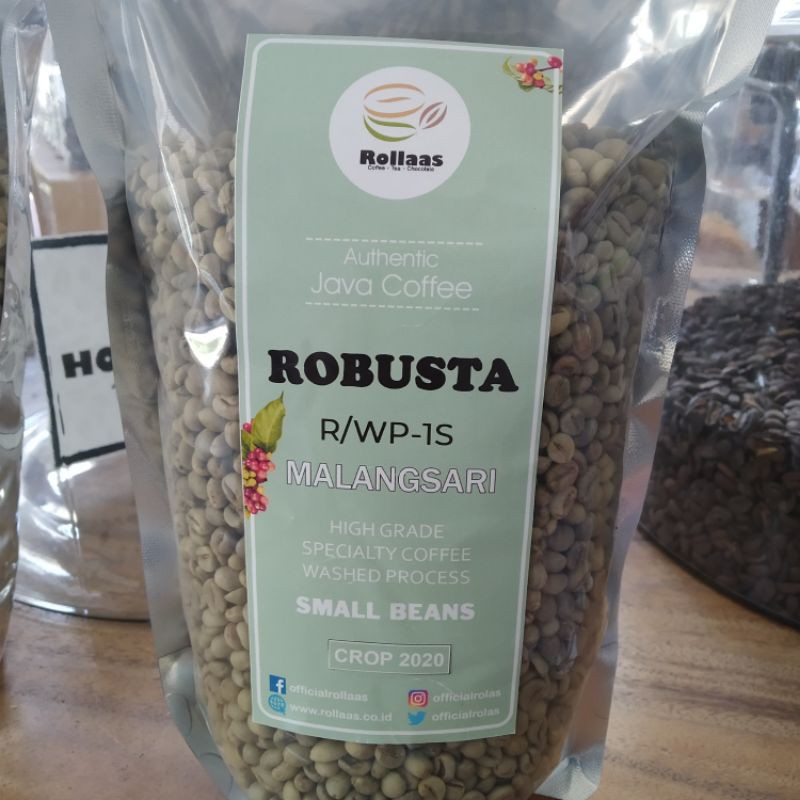 Rollaas
Coffee - Tea - Chocolate
Authentic
Java Coffee
ROBUSTA
R/WP-1S
MALANGSARI
HIGH GRADE
SPECIALTY COFFEE
WASHED PROCESS
SMALL BEANS
CROP 2020
officialrollaas
officialrolas
www.rollaas.co.id
officialrolas
HO